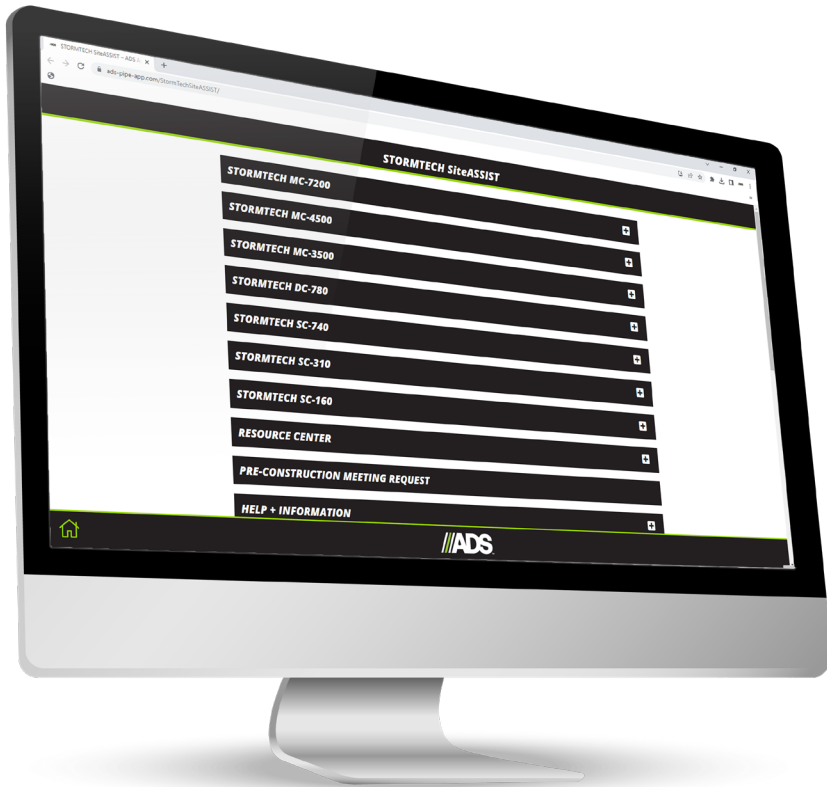 STORMTECH SiteASSIST – ADS
ads-pipe-app.com/StormTechSiteASSIST/
STORMTECH SiteASSIST
STORMTECH MC-7200
STORMTECH MC-4500
STORMTECH MC-3500
STORMTECH DC-780
STORMTECH SC-740
STORMTECH SC-310
STORMTECH SC-160
RESOURCE CENTER
PRE-CONSTRUCTION MEETING REQUEST
HELP + INFORMATION
ADS